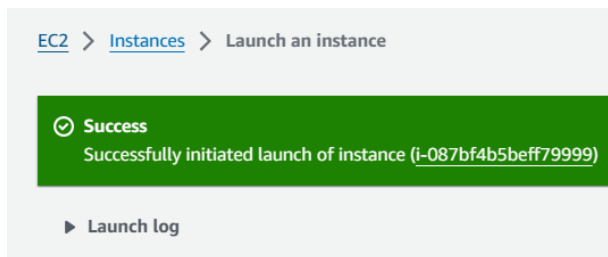 EC2 > Instances > Launch an instance
Success
Successfully initiated launch of instance (i-087bf4b5beff79999)
Launch log